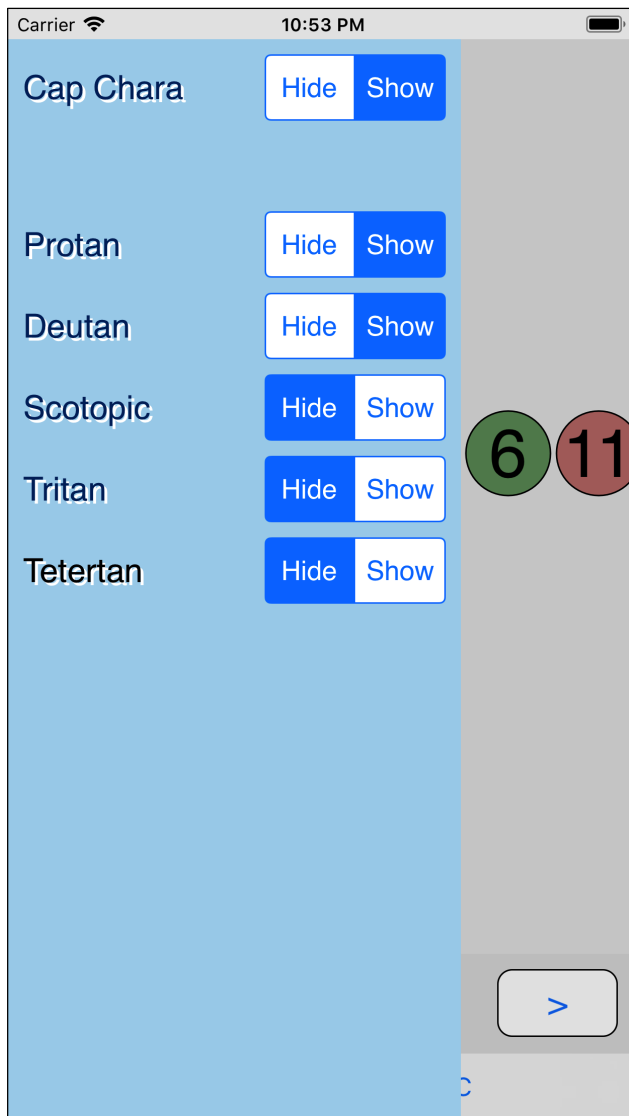 Carrier 10:53 PM
Cap Chara Hide Show
Protan Hide Show
Deutan Hide Show
Scotopic Hide Show
6 11
Tritan Hide Show
Tetertan Hide Show
>
C